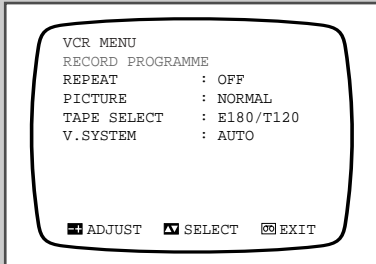 VCR MENU
RECORD PROGRAMME
REPEAT : OFF
PICTURE : NORMAL
TAPE SELECT : E180/T120
V.SYSTEM : AUTO
-+ ADJUST ▲▼ SELECT EXIT